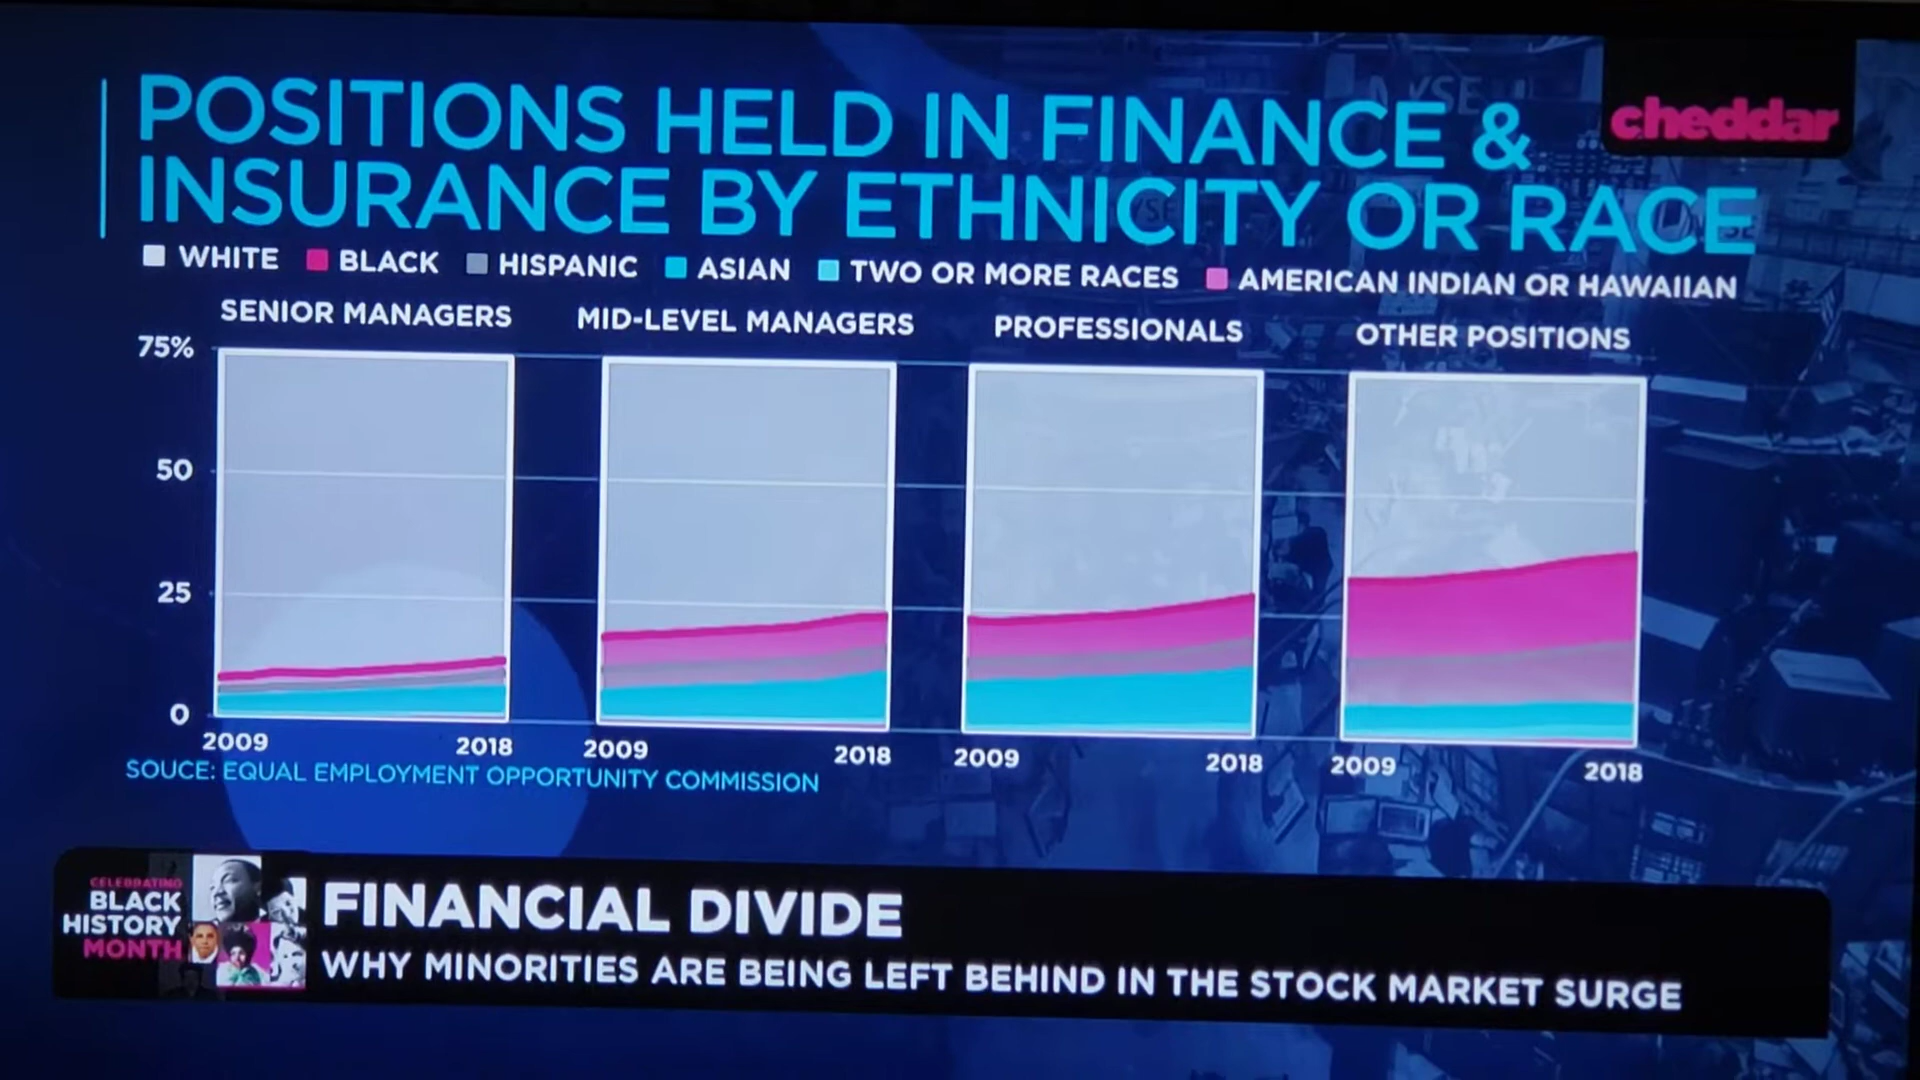 POSITIONS HELD IN FINANCE &
INSURANCE BY ETHNICITY OR RACE
cheddar
WHITE BLACK HISPANIC ASIAN TWO OR MORE RACES AMERICAN INDIAN OR HAWAIIAN
SENIOR MANAGERS MID-LEVEL MANAGERS PROFESSIONALS OTHER POSITIONS
75%
50
25
0
2009 2018 2009 2018 2009 2018 2009 2018
SOUCE: EQUAL EMPLOYMENT OPPORTUNITY COMMISSION
CELEBRATING
BLACK
HISTORY
MONTH
FINANCIAL DIVIDE
WHY MINORITIES ARE BEING LEFT BEHIND IN THE STOCK MARKET SURGE
NYSE